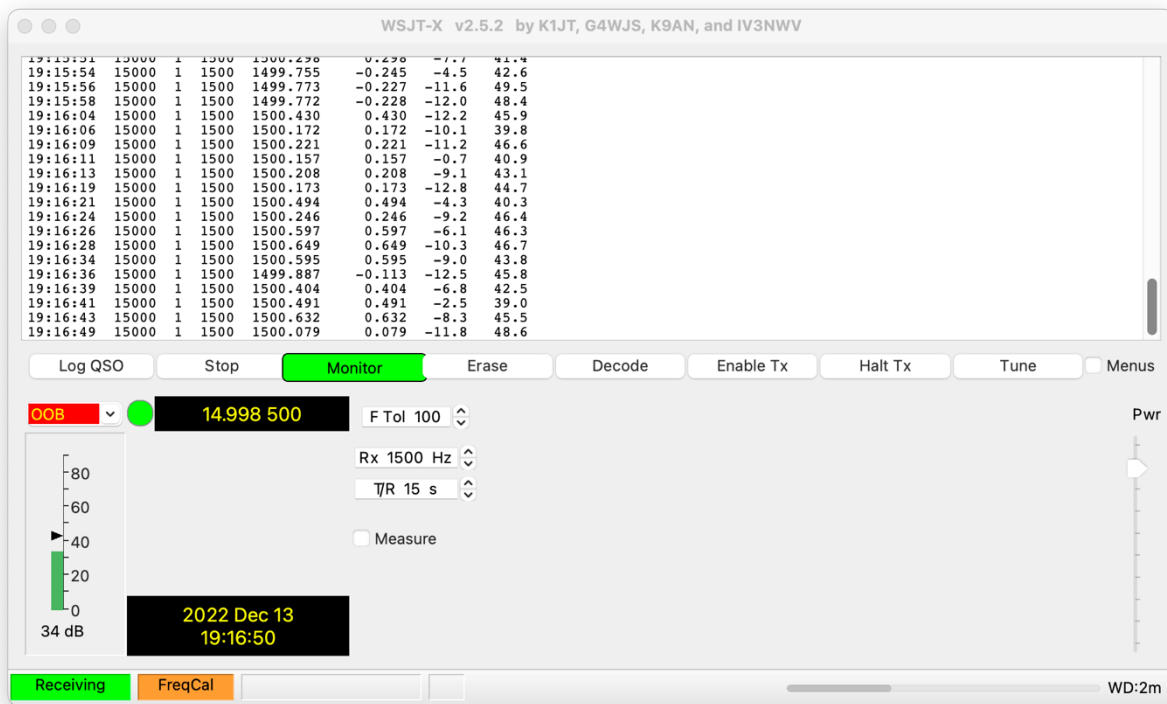 WSJT-X v2.5.2 by K1JT, G4WJS, K9AN, and IV3NWV
19:15:51 15000 1 1500 1500.298 0.298 -7.7 41.4
19:15:54 15000 1 1500 1499.755 -0.245 -4.5 42.6
19:15:56 15000 1 1500 1499.773 -0.227 -11.6 49.5
19:15:58 15000 1 1500 1499.772 -0.228 -12.0 48.4
19:16:04 15000 1 1500 1500.430 0.430 -12.2 45.9
19:16:06 15000 1 1500 1500.172 0.172 -10.1 39.8
19:16:09 15000 1 1500 1500.221 0.221 -11.2 46.6
19:16:11 15000 1 1500 1500.157 0.157 -0.7 40.9
19:16:13 15000 1 1500 1500.208 0.208 -9.1 43.1
19:16:19 15000 1 1500 1500.173 0.173 -12.8 44.7
19:16:21 15000 1 1500 1500.494 0.494 -4.3 40.3
19:16:24 15000 1 1500 1500.246 0.246 -9.2 46.4
19:16:26 15000 1 1500 1500.597 0.597 -6.1 46.3
19:16:28 15000 1 1500 1500.649 0.649 -10.3 46.7
19:16:34 15000 1 1500 1500.595 0.595 -9.0 43.8
19:16:36 15000 1 1500 1499.887 -0.113 -12.5 45.8
19:16:39 15000 1 1500 1500.404 0.404 -6.8 42.5
19:16:41 15000 1 1500 1500.491 0.491 -2.5 39.0
19:16:43 15000 1 1500 1500.632 0.632 -8.3 45.5
19:16:49 15000 1 1500 1500.079 0.079 -11.8 48.6
Log QSO Stop Monitor Erase Decode Enable Tx Halt Tx Tune Menus
OOB 14.998 500 F Tol 100 Pwr
Rx 1500 Hz
T/R 15 s
Measure
80
60
40
20
0
34 dB
2022 Dec 13
19:16:50
Receiving FreqCal WD:2m